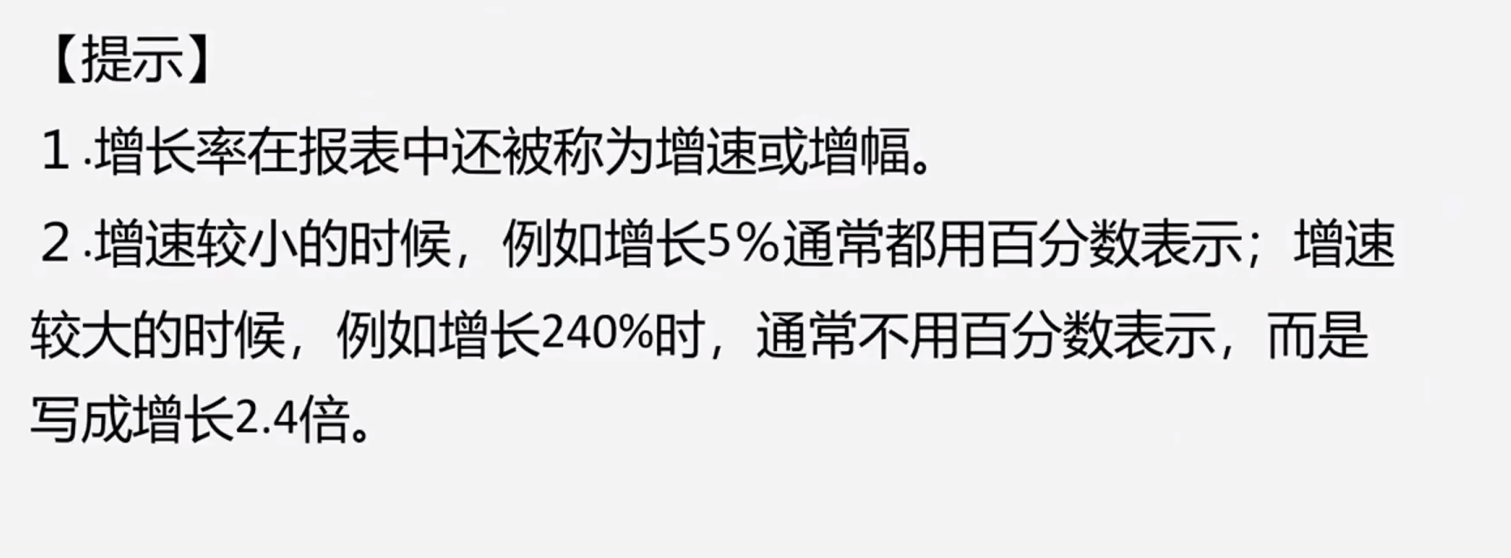 【提示】
1.增长率在报表中还被称为增速或增幅。
2.增速较小的时候，例如增长5%通常都用百分数表示；增速
较大的时候，例如增长240%时，通常不用百分数表示，而是
写成增长2.4倍。